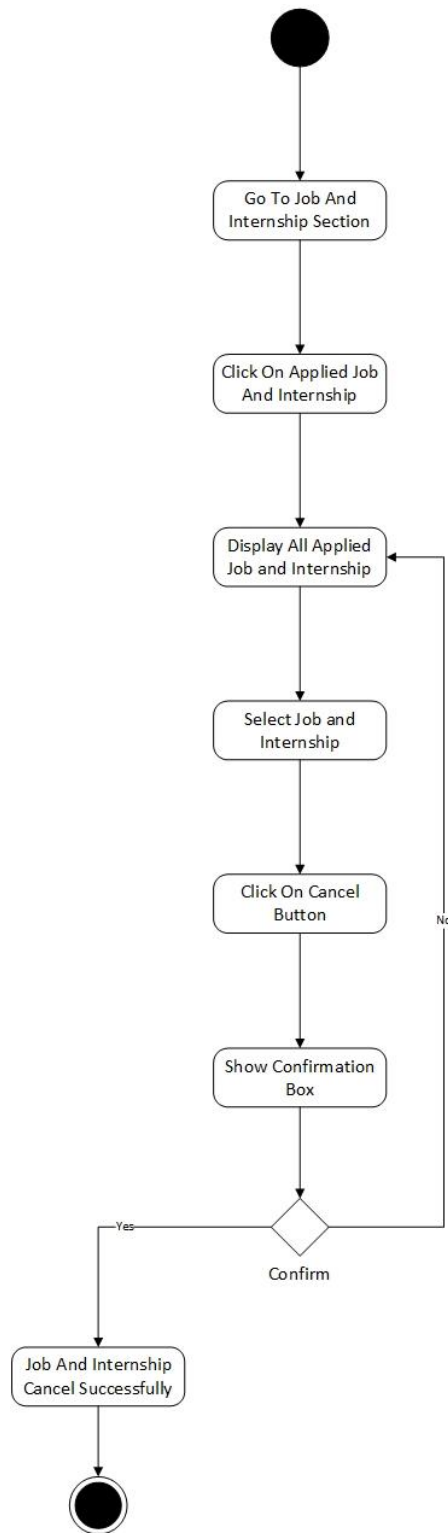 Go To Job And
Internship Section
Click On Applied Job
And Internship
Display All Applied
Job and Internship
Select Job and
Internship
Click On Cancel
Button
No
Show Confirmation
Box
Yes
Confirm
Job And Internship
Cancel Successfully